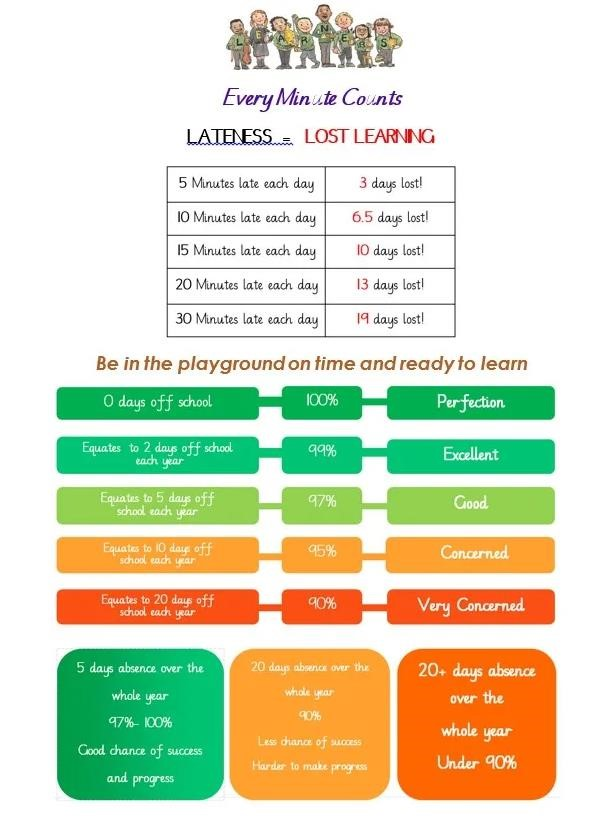 LEARNERS
Every Minute Counts
LATENESS = LOST LEARNING
5 Minutes late each day 3 days lost!
10 Minutes late each day 6.5 days lost!
15 Minutes late each day 10 days lost!
20 Minutes late each day 13 days lost!
30 Minutes late each day 19 days lost!
Be in the playground on time and ready to learn
0 days off school 100% Perfection
Equates to 2 days off school
each year
99%
Excellent
Equates to 5 days off
school each year
97%
Good
Equates to 10 days off
school each year
95%
Concerned
Equates to 20 days off
school each year
90%
Very Concerned
5 days absence over the
whole year
97%- 100%
Good chance of success
and progress
20 days absence over the
whole year
90%
Less chance of success
Harder to make progress
20+ days absence
over the
whole year
Under 90%